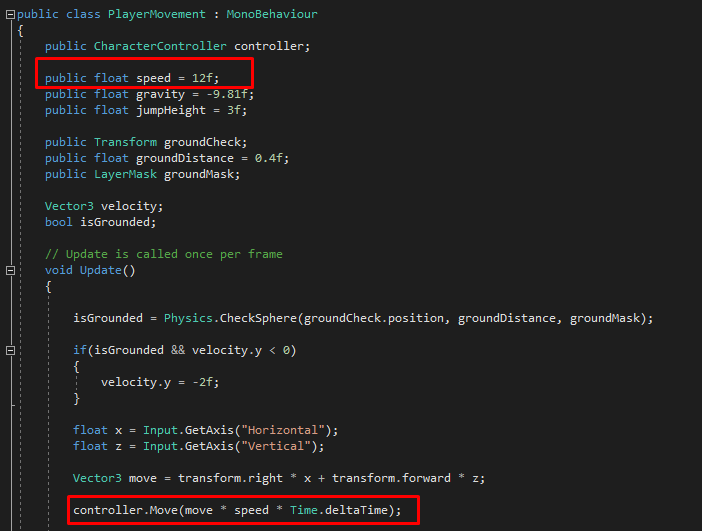 public class PlayerMovement : MonoBehaviour
{
public CharacterController controller;
public float speed = 12f;
public float gravity = -9.81f;
public float jumpHeight = 3f;
public Transform groundCheck;
public float groundDistance = 0.4f;
public LayerMask groundMask;
Vector3 velocity;
bool isGrounded;
// Update is called once per frame
void Update()
{
isGrounded = Physics.CheckSphere(groundCheck.position, groundDistance, groundMask);
if(isGrounded && velocity.y < 0)
{
velocity.y = -2f;
}
float x = Input.GetAxis("Horizontal");
float z = Input.GetAxis("Vertical");
Vector3 move = transform.right * x + transform.forward * z;
controller.Move(move * speed * Time.deltaTime);